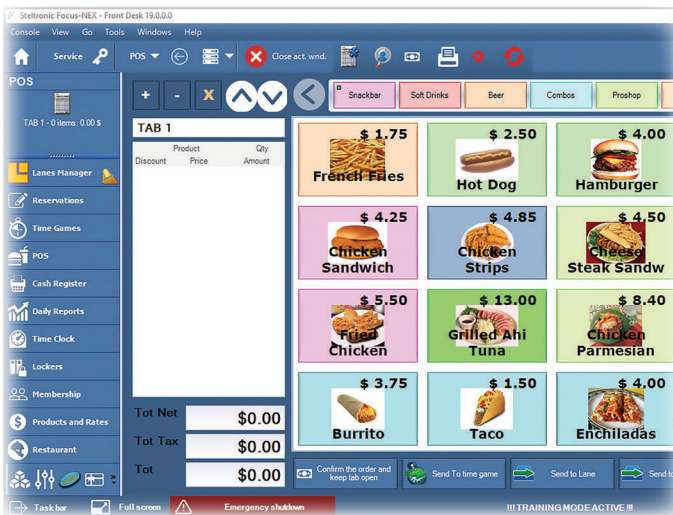 Steltronic Focus-NEX - Front Desk 19.0.0.0
Console View Go Tools Windows Help
Service POS Close act. wnd.
POS
TAB 1 - 0 items: 0.00 $
Lanes Manager
Reservations
Time Games
POS
Cash Register
Daily Reports
Time Clock
Lockers
Membership
Products and Rates
Restaurant
+ - X
Snackbar Soft Drinks Beer Combos Proshop
TAB 1
Product Qty
Discount Price Amount
$ 1.75
French Fries
$ 2.50
Hot Dog
$ 4.00
Hamburger
$ 4.25
Chicken
Sandwich
$ 4.85
Chicken
Strips
$ 4.50
Cheese
Steak Sandw
$ 5.50
Fried
Chicken
$ 13.00
Grilled Ahi
Tuna
$ 8.40
Chicken
Parmesian
$ 3.75
Burrito
$ 1.50
Taco
$ 4.00
Enchiladas
Tot Net $0.00
Tot Tax $0.00
Tot $0.00
Confirm the order and
keep tab open
Send To time game
Send to Lane
Send to
Task bar Full screen Emergency shutdown !!! TRAINING MODE ACTIVE !!!